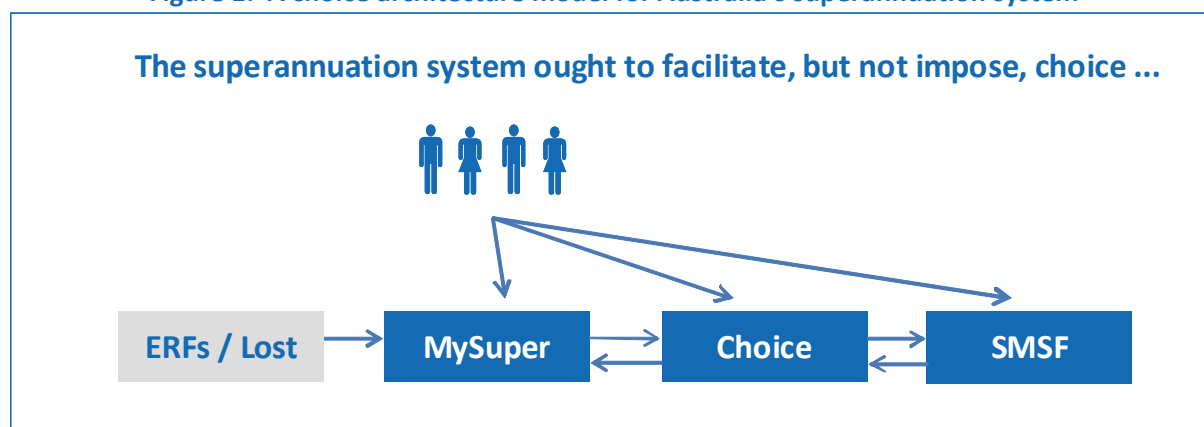 The superannuation system ought to facilitate, but not impose, choice ...
ERFs / Lost
MySuper
Choice
SMSF